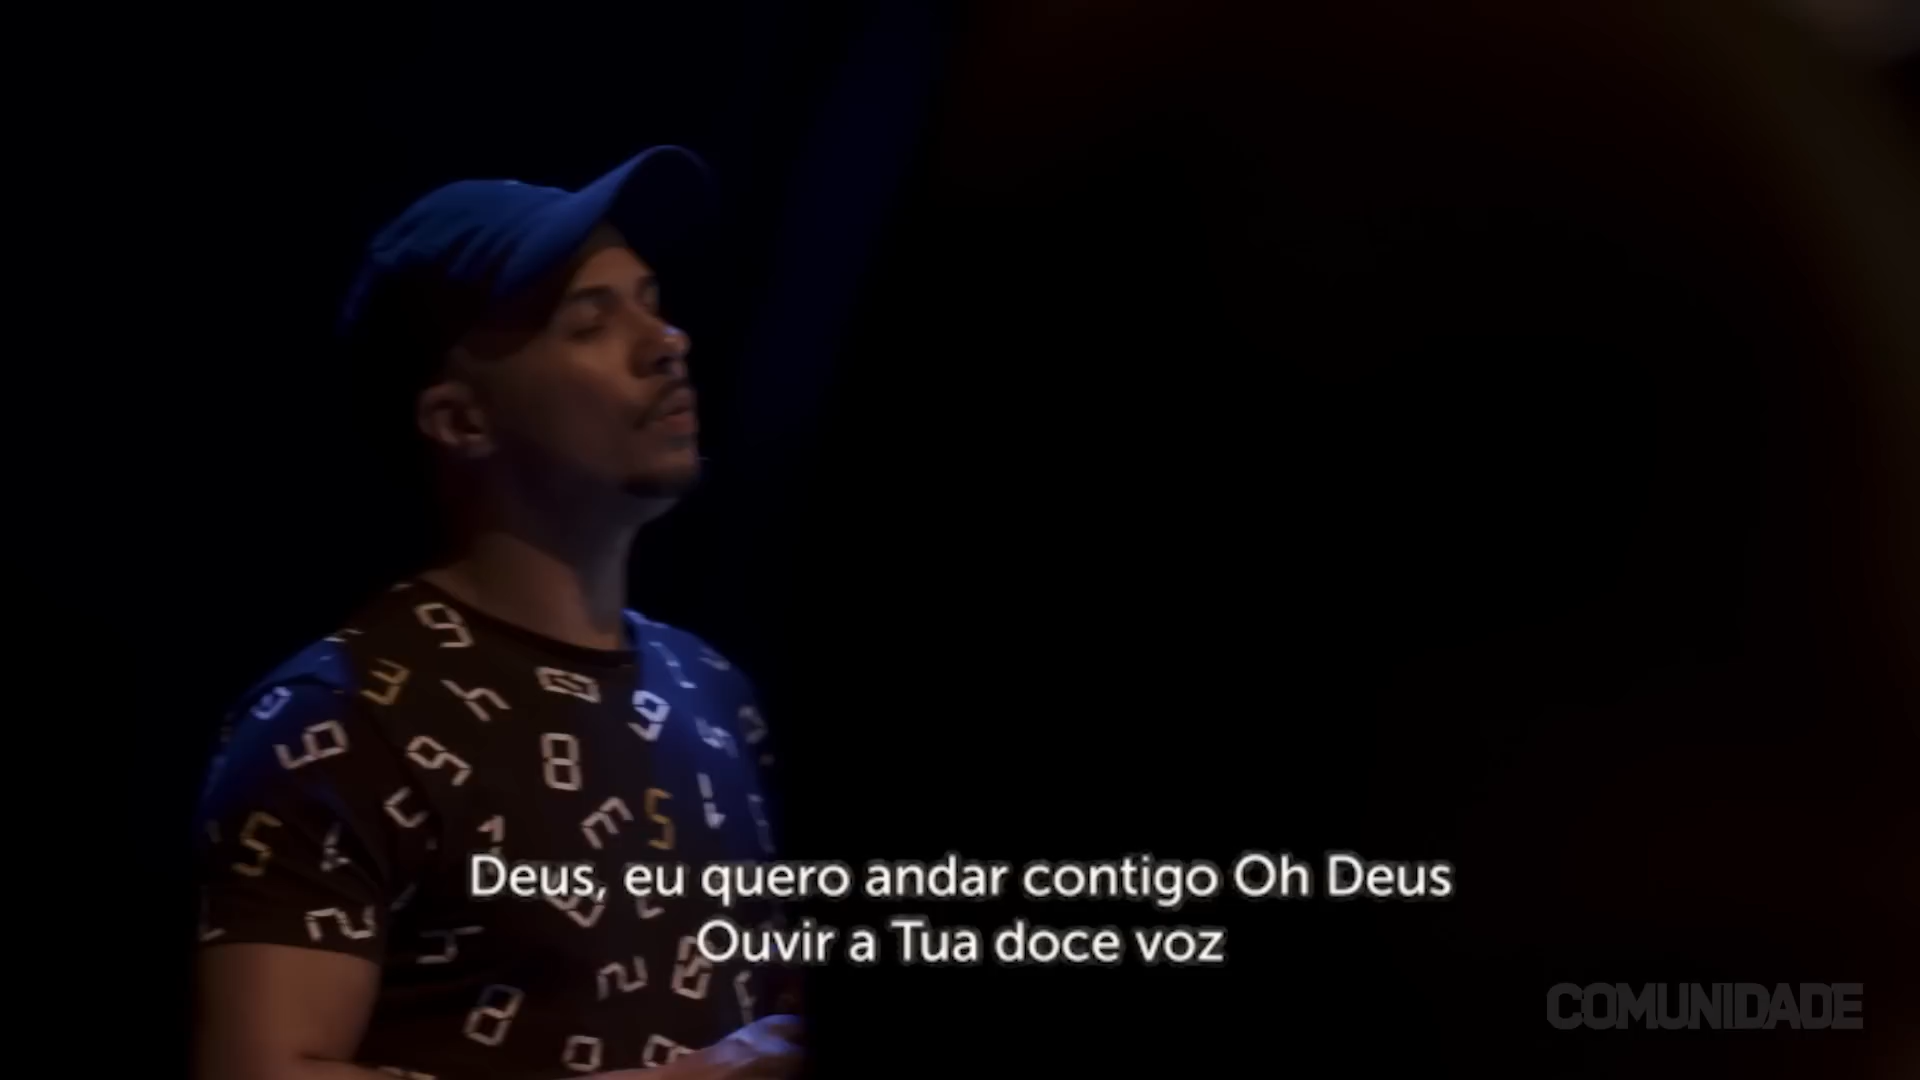 Deus, eu quero andar contigo Oh Deus
Ouvir a Tua doce voz
COMUNIDADE